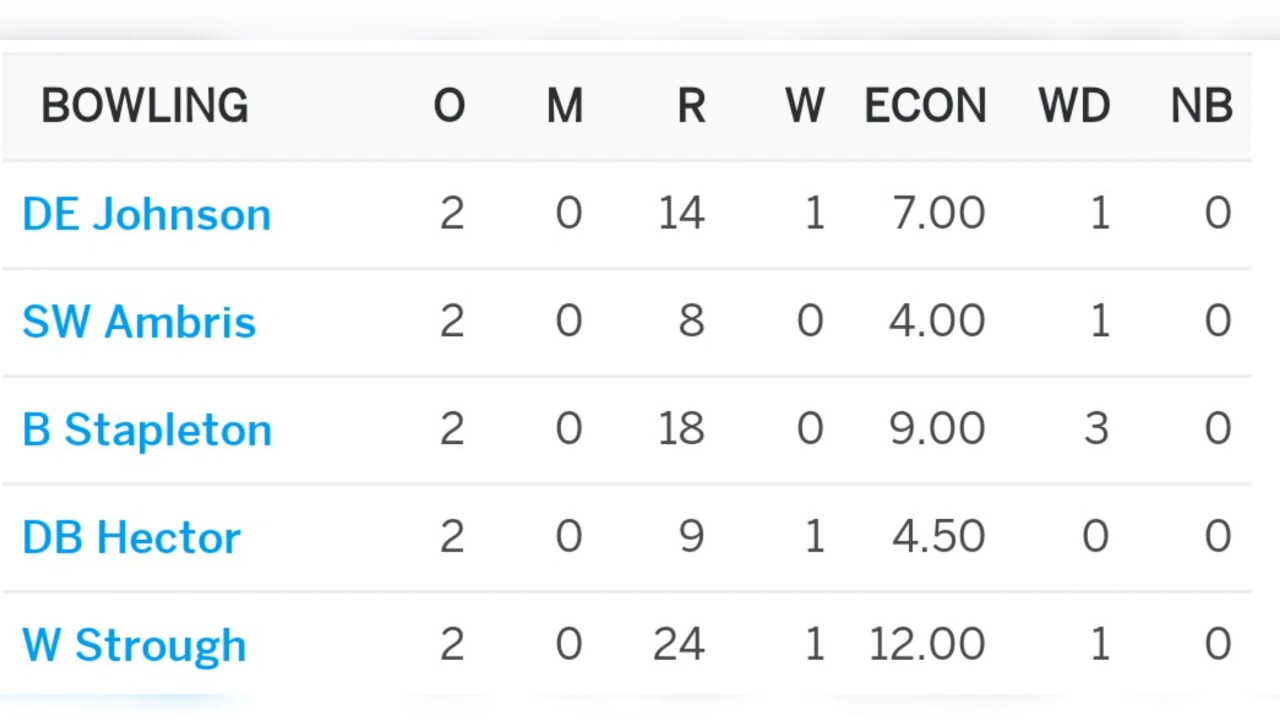 BOWLING O M R W ECON WD NB
DE Johnson 2 0 14 1 7.00 1 0
SW Ambris 2 0 8 0 4.00 1 0
B Stapleton 2 0 18 0 9.00 3 0
DB Hector 2 0 9 1 4.50 0 0
W Strough 2 0 24 1 12.00 1 0